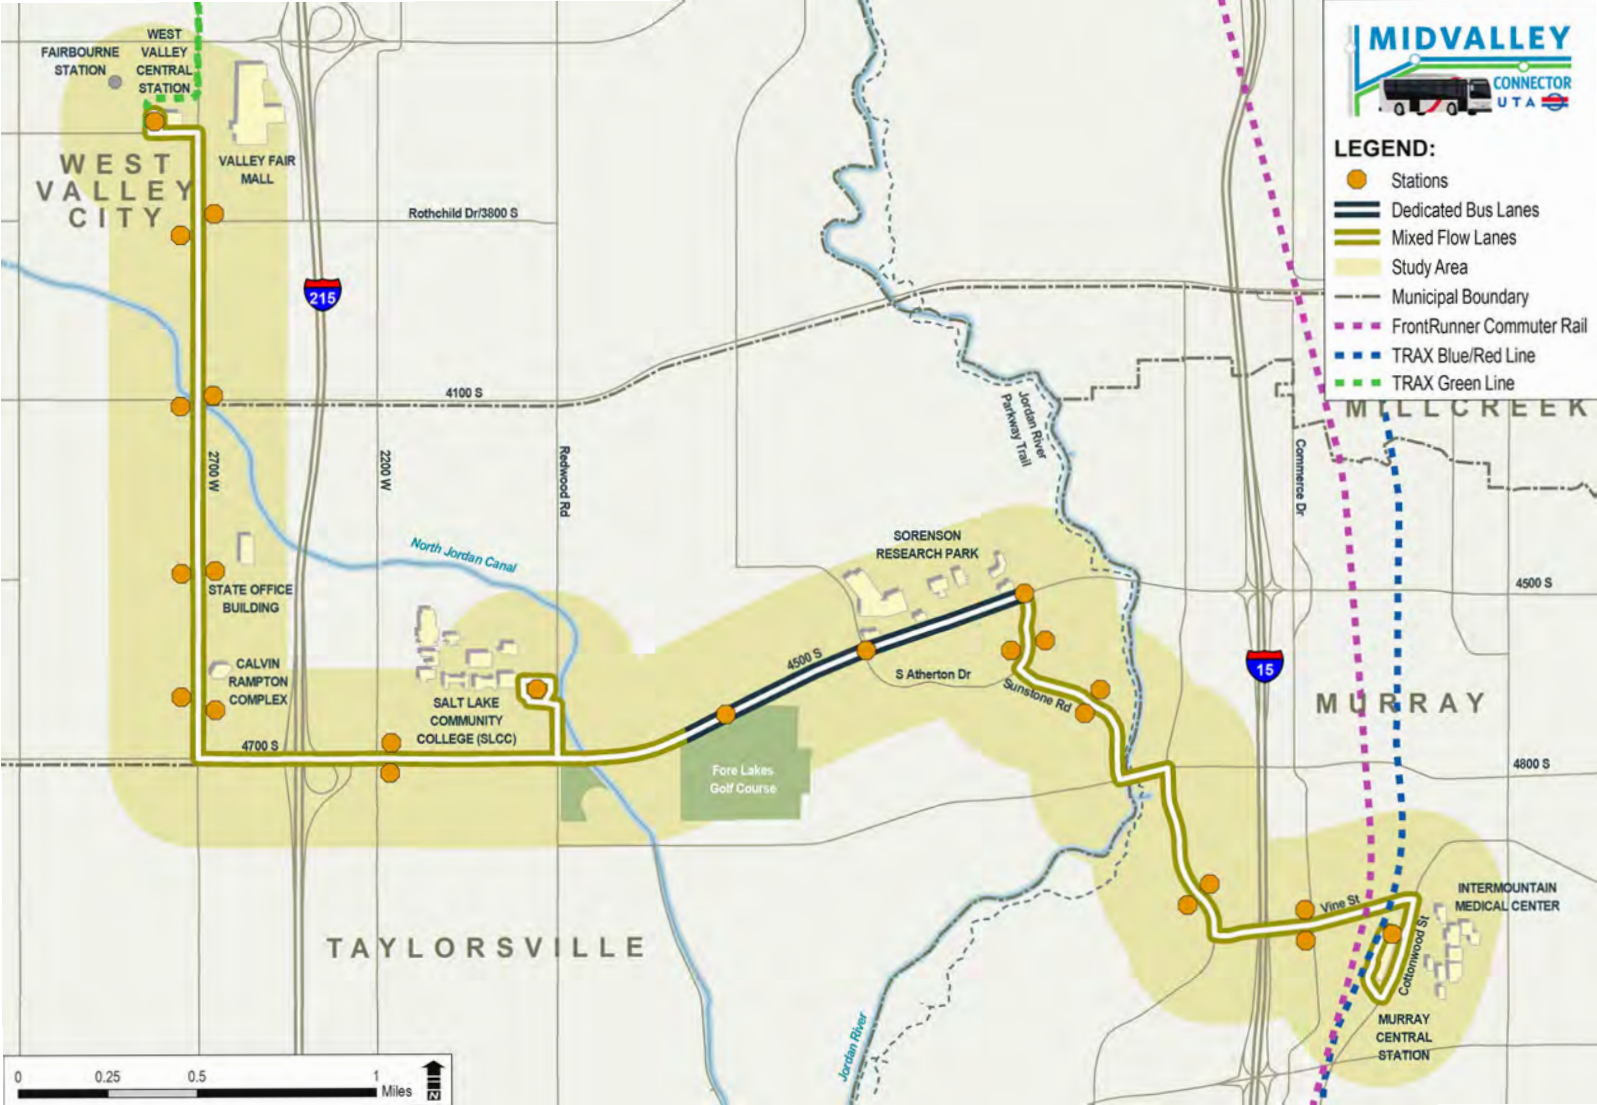 WEST
VALLEY
CENTRAL
STATION
FAIRBOURNE
STATION
VALLEY FAIR
MALL
WEST
VALLEY
CITY
Rothchild Dr/3800 S
215
4100 S
2700 W
2200 W
Redwood Rd
North Jordan Canal
STATE OFFICE
BUILDING
CALVIN
RAMPTON
COMPLEX
SALT LAKE
COMMUNITY
COLLEGE (SLCC)
4700 S
SORENSON
RESEARCH PARK
4500 S
S Atherton Dr
Sunstone Rd
Fore Lakes
Golf Course
Jordan River
Parkway Trail
Commerce Dr
MILLCREEK
4500 S
15
MURRAY
4800 S
TAYLORSVILLE
Jordan River
Vine St
Cottonwood St
INTERMOUNTAIN
MEDICAL CENTER
MURRAY
CENTRAL
STATION
MIDVALLEY
CONNECTOR
UTA
LEGEND:
Stations
Dedicated Bus Lanes
Mixed Flow Lanes
Study Area
Municipal Boundary
FrontRunner Commuter Rail
TRAX Blue/Red Line
TRAX Green Line
0 0.25 0.5 1
Miles
N